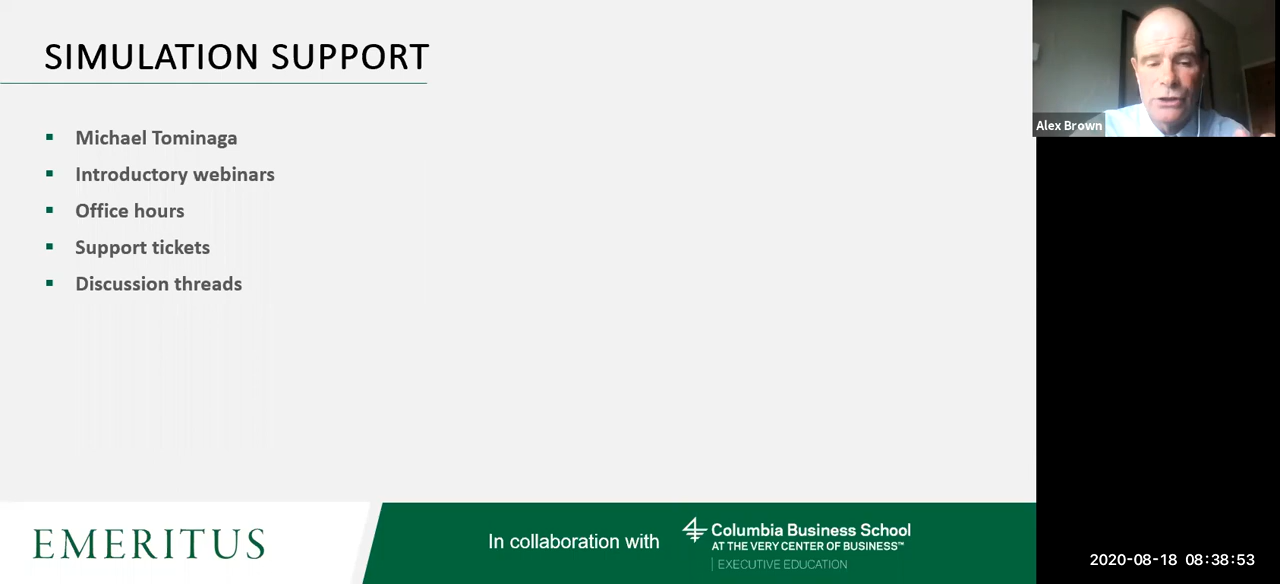 SIMULATION SUPPORT
Michael Tominaga
Introductory webinars
Office hours
Support tickets
Discussion threads
Alex Brown
EMERITUS
In collaboration with
Columbia Business School
AT THE VERY CENTER OF BUSINESS™
EXECUTIVE EDUCATION
2020-08-18 08:38:53